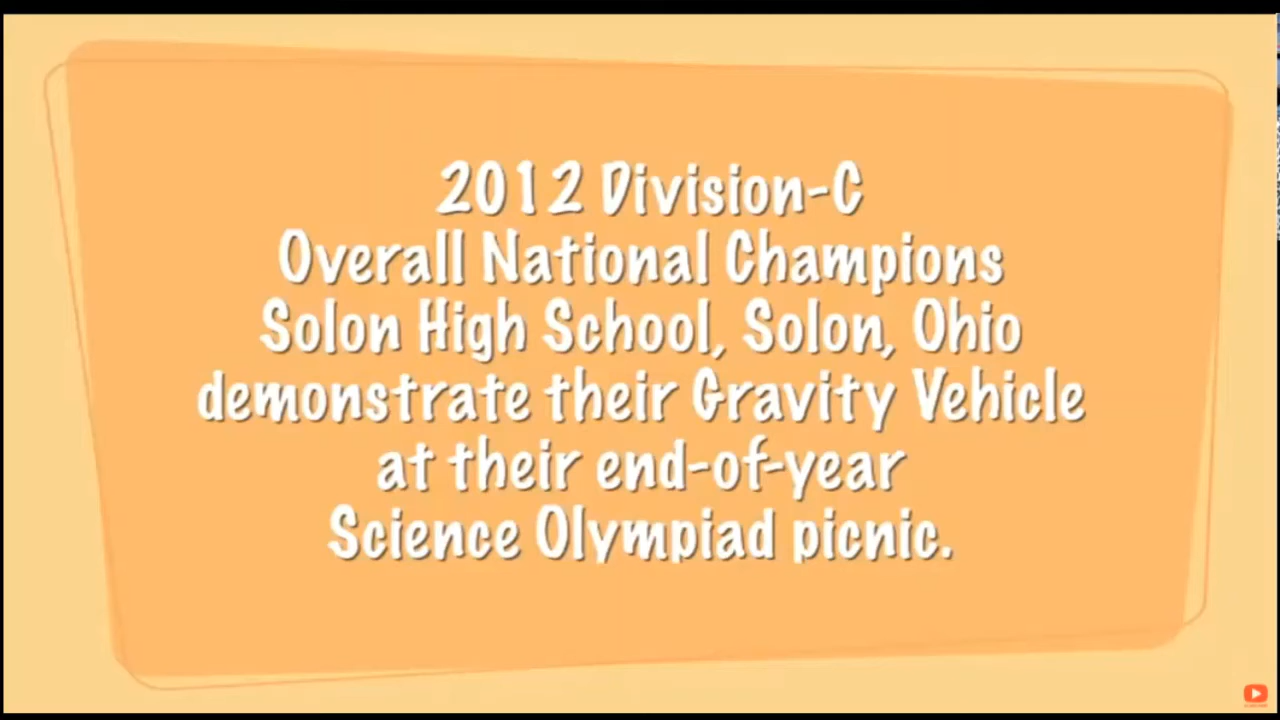 2012 Division-C
Overall National Champions
Solon High School, Solon, Ohio
demonstrate their Gravity Vehicle
at their end-of-year
Science Olympiad picnic.